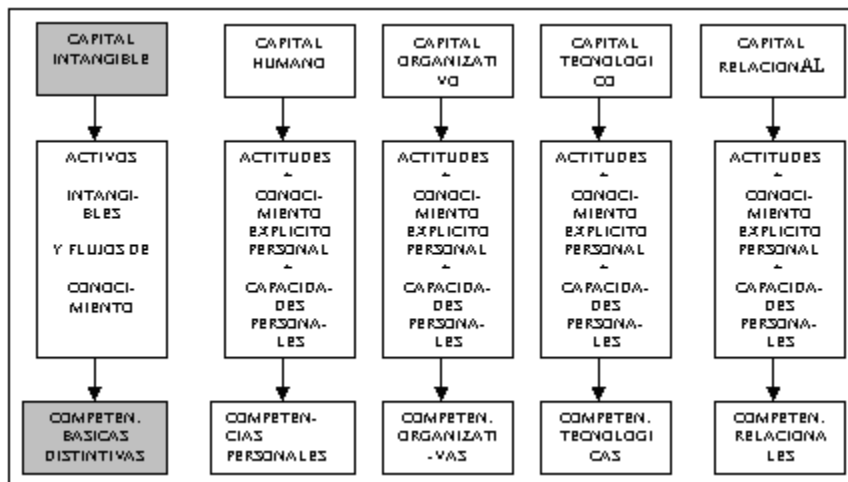 CAPITAL
INTANGIBLE
CAPITAL
HUMANO
CAPITAL
ORGANIZATI
VO
CAPITAL
TECNOLOGI
CO
CAPITAL
RELACIONAL
ACTIVOS
INTANGI-
BLES
Y FLUJOS DE
CONOCI-
MIENTO
ACTITUDES
+
CONOCI-
MIENTO
EXPLICITO
PERSONAL
+
CAPACIDA-
DES
PERSONA-
LES
ACTITUDES
+
CONOCI-
MIENTO
EXPLICITO
PERSONAL
+
CAPACIDA-
DES
PERSONA-
LES
ACTITUDES
+
CONOCI-
MIENTO
EXPLICITO
PERSONAL
+
CAPACIDA-
DES
PERSONA-
LES
ACTITUDES
+
CONOCI-
MIENTO
EXPLICITO
PERSONAL
+
CAPACIDA-
DES
PERSONA-
LES
COMPETEN.
BASICAS
DISTINTIVAS
COMPETEN-
CIAS
PERSONALES
COMPETEN.
ORGANIZATI
-VAS
COMPETEN.
TECNOLOGI
CAS
COMPETEN.
RELACIONA
LES